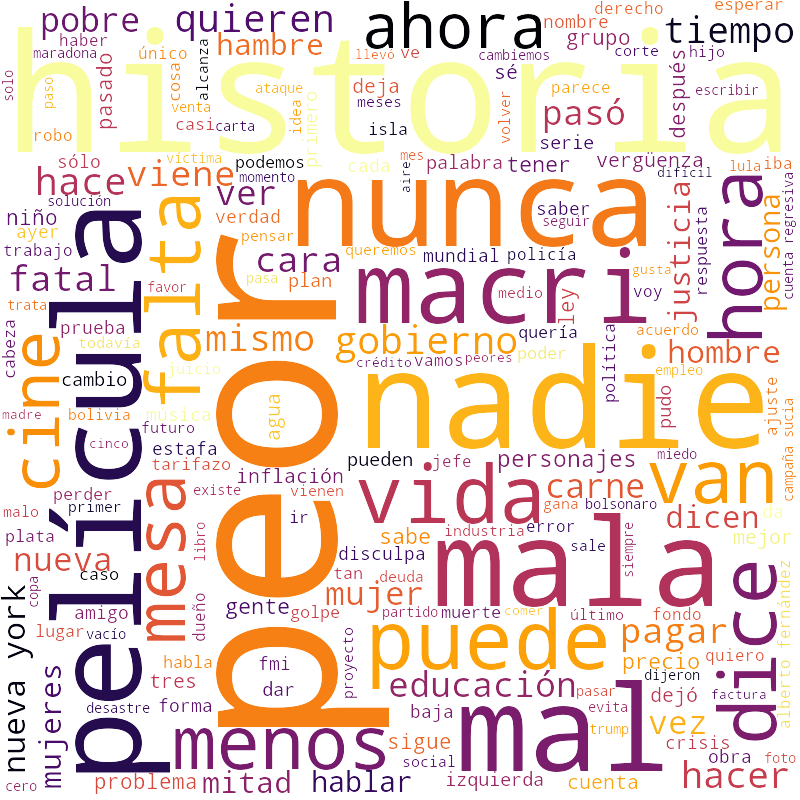 pobre quieren ahora derecho esperar
nombre tiempo
maradona haber único cosa alcanza hambre llevó ve cambiemos grupo corte hijo
historia
solo paso pasado venta ataque idea deja sé parece después escribir
robo casi carta primero meses isla serie volver pasó
sólo víctima podemos cada mes aire palabra tener vergüenza difícil lula iba
hace viene momento
solución ver nunca justicia hora persona cuenta regresiva
niño verdad saber
ayer pensar seguir
trabajo queremos mundial policía respuesta
película falta cara macri gusta
fatal pasa plan medio ley voy
trata favor
cabeza prueba mismo gobierno quería acuerdo
todavía crédito vamos peores poder política hombre
cine cambio juicio peor nadie empleo
madre bolivia música agua pudo ajuste campaña sucia
cinco futuro
estafa pueden jefe personajes miedo van
mesa tarifazo inflación vida carne
perder existe vienen gana bolsonaro da
malo primer ir sabe industria error sale dicen mejor
plata libro disculpa mala siempre
nueva caso tan deuda
copa amigo dueño gente golpe mujer partido muerte comer último fondo
nueva york lugar vacío puede pagar dice alberto fernández
habla fmi proyecto precio quiero
mujeres tres dar educación dijeron
desastre forma menos baja pasar dejó factura
evita
sigue mal trump vez crisis
social obra foto
cero problema mitad hablar izquierda cuenta hacer